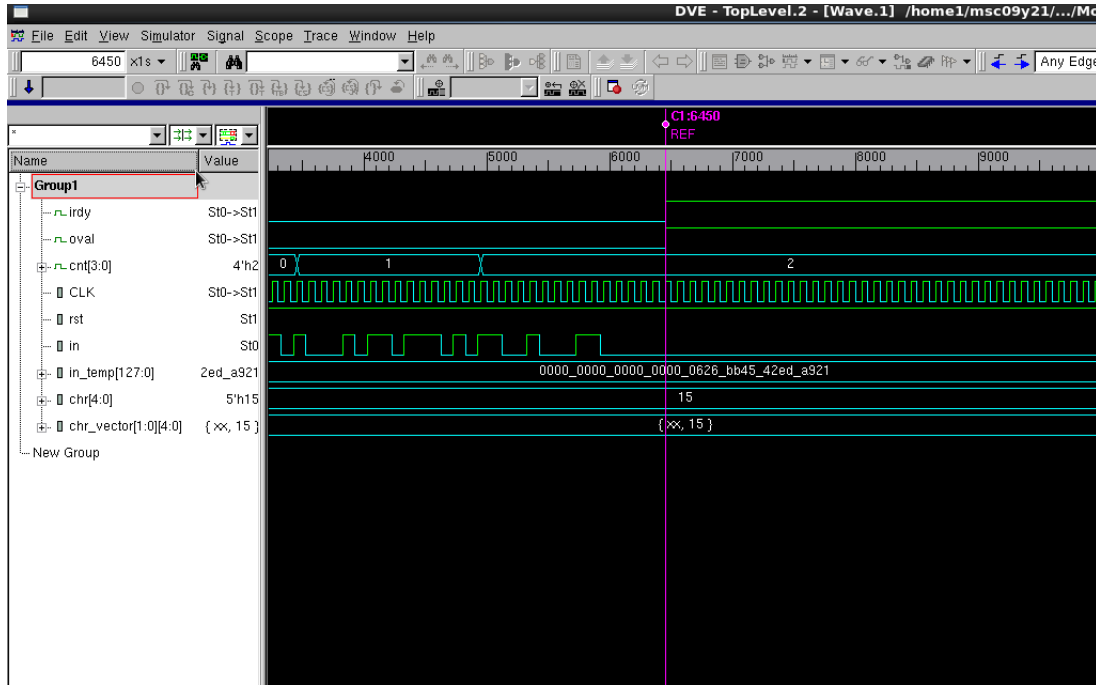 DVE - TopLevel.2 - [Wave.1] /home1/msc09y21/.../Mo
File Edit View Simulator Signal Scope Trace Window Help
6450 x1s Any Edge
C1:6450
REF
*
Name Value
4000 5000 6000 7000 8000 9000
Group1
irdy St0->St1
oval St0->St1
cnt[3:0] 4'h2 0 1 2
CLK St0->St1
rst St1
in St0
in_temp[127:0] 2ed_a921 0000_0000_0000_0000_0626_bb45_42ed_a921
chr[4:0] 5'h15 15
chr_vector[1:0][4:0] { xx, 15 } { xx, 15 }
New Group